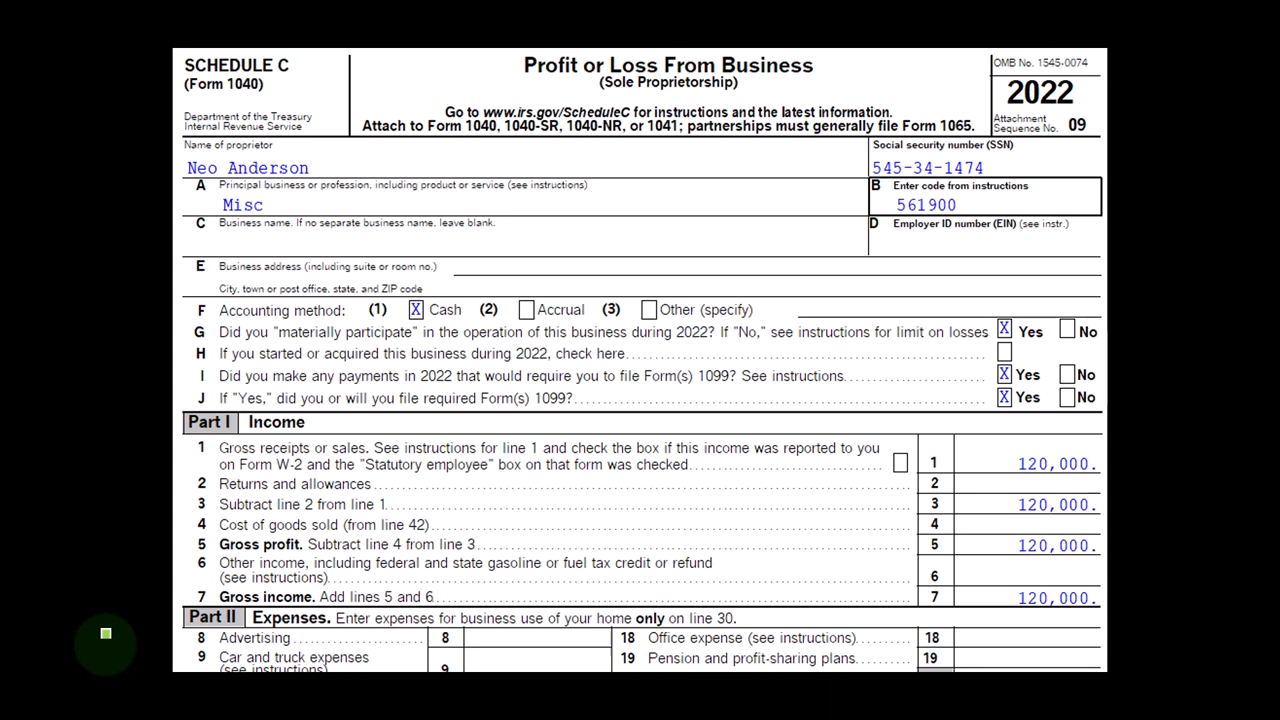 SCHEDULE C
(Form 1040)
Department of the Treasury
Internal Revenue Service
Profit or Loss From Business
(Sole Proprietorship)
Go to www.irs.gov/ScheduleC for instructions and the latest information.
Attach to Form 1040, 1040-SR, 1040-NR, or 1041; partnerships must generally file Form 1065.
OMB No. 1545-0074
2022
Attachment
Sequence No. 09
Name of proprietor
Neo Anderson
Social security number (SSN)
545-34-1474
A Principal business or profession, including product or service (see instructions)
Misc
B Enter code from instructions
561900
C Business name. If no separate business name, leave blank.
D Employer ID number (EIN) (see instr.)
E Business address (including suite or room no.)
City, town or post office, state, and ZIP code
F Accounting method: (1) X Cash (2) Accrual (3) Other (specify)
G Did you "materially participate" in the operation of this business during 2022? If "No," see instructions for limit on losses X Yes No
H If you started or acquired this business during 2022, check here
I Did you make any payments in 2022 that would require you to file Form(s) 1099? See instructions. X Yes No
J If "Yes," did you or will you file required Form(s) 1099? X Yes No
Part I Income
1 Gross receipts or sales. See instructions for line 1 and check the box if this income was reported to you
on Form W-2 and the "Statutory employee" box on that form was checked 1 120,000.
2 Returns and allowances 2
3 Subtract line 2 from line 1 3 120,000.
4 Cost of goods sold (from line 42) 4
5 Gross profit. Subtract line 4 from line 3 5 120,000.
6 Other income, including federal and state gasoline or fuel tax credit or refund
(see instructions) 6
7 Gross income. Add lines 5 and 6 7 120,000.
Part II Expenses. Enter expenses for business use of your home only on line 30.
8 Advertising 8 18 Office expense (see instructions) 18
9 Car and truck expenses 19 Pension and profit-sharing plans 19
(see instructions) 9